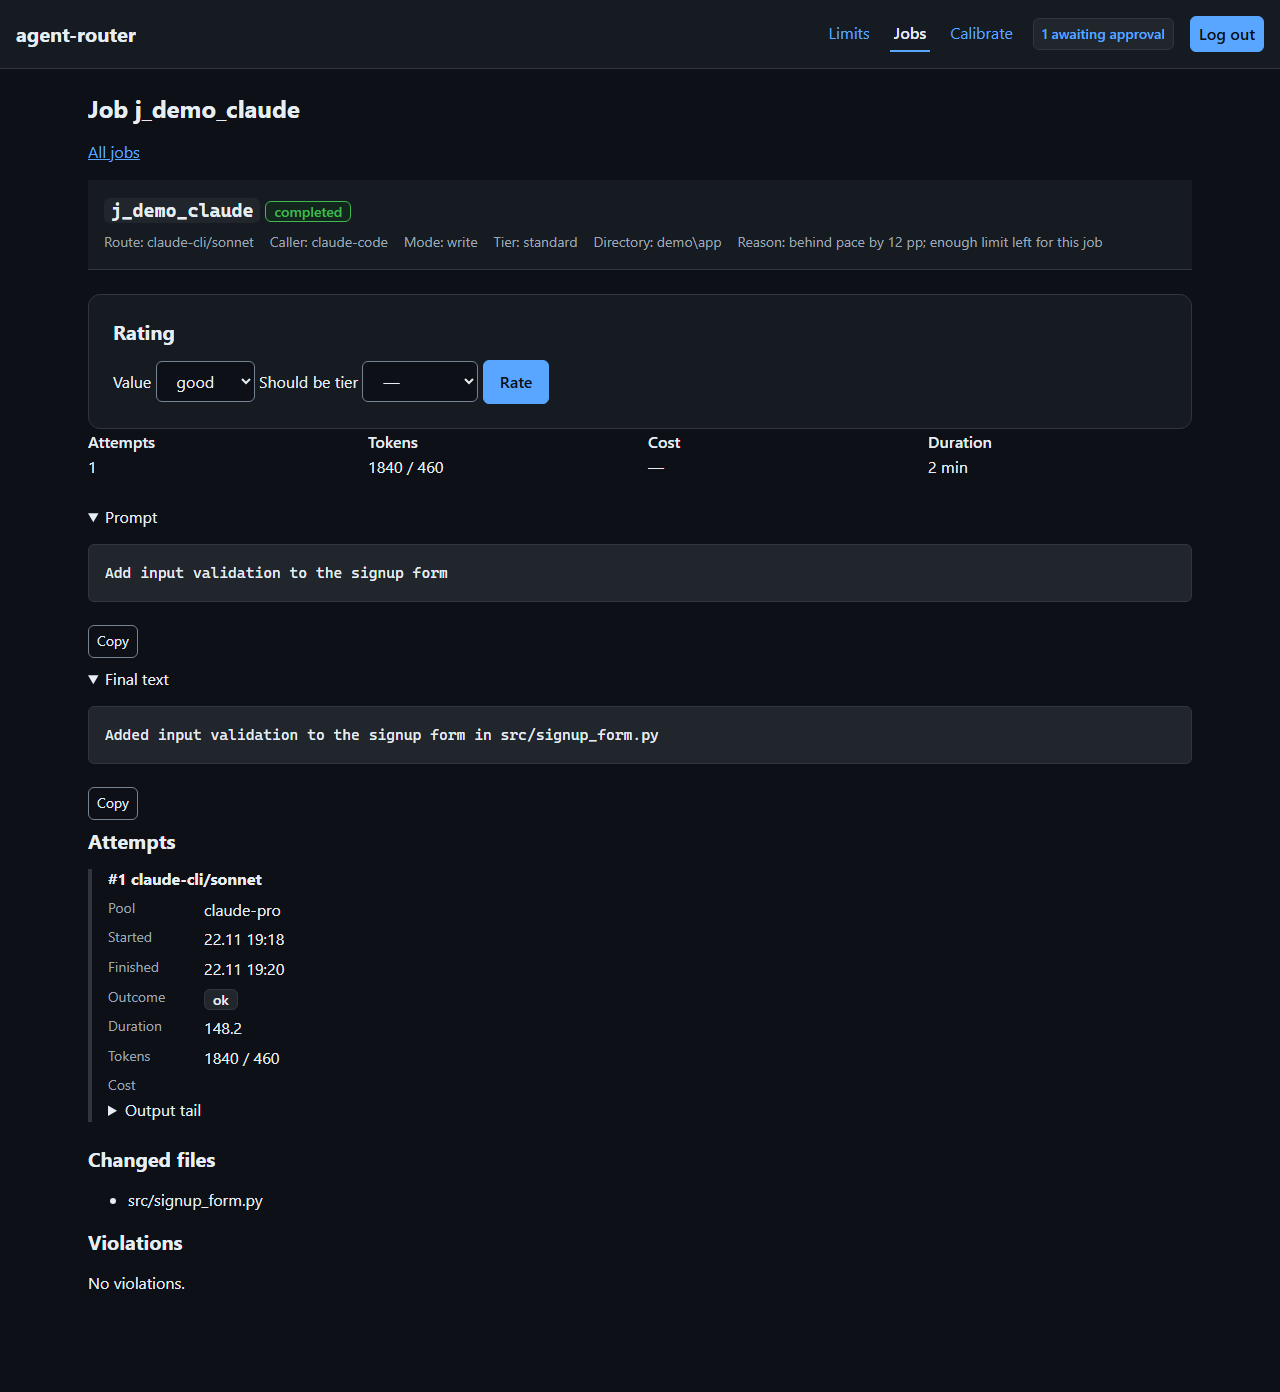 agent-router
Limits Jobs Calibrate 1 awaiting approval Log out
Job j_demo_claude
All jobs
j_demo_claude completed
Route: claude-cli/sonnet Caller: claude-code Mode: write Tier: standard Directory: demo\app Reason: behind pace by 12 pp; enough limit left for this job
Rating
Value good Should be tier — Rate
Attempts Tokens Cost Duration
1 1840 / 460 — 2 min
Prompt
Add input validation to the signup form
Copy
Final text
Added input validation to the signup form in src/signup_form.py
Copy
Attempts
#1 claude-cli/sonnet
Pool claude-pro
Started 22.11 19:18
Finished 22.11 19:20
Outcome ok
Duration 148.2
Tokens 1840 / 460
Cost
Output tail
Changed files
src/signup_form.py
Violations
No violations.